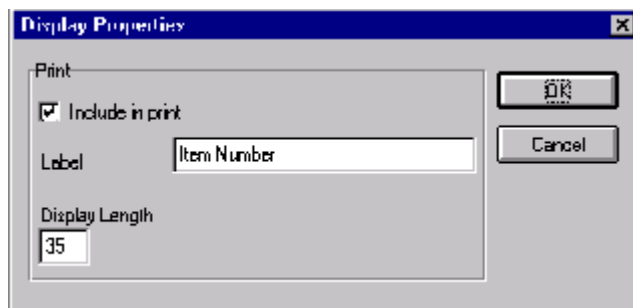 Display Properties
Print
Include in print
Label
Item Number
Display Length
35
OK
Cancel